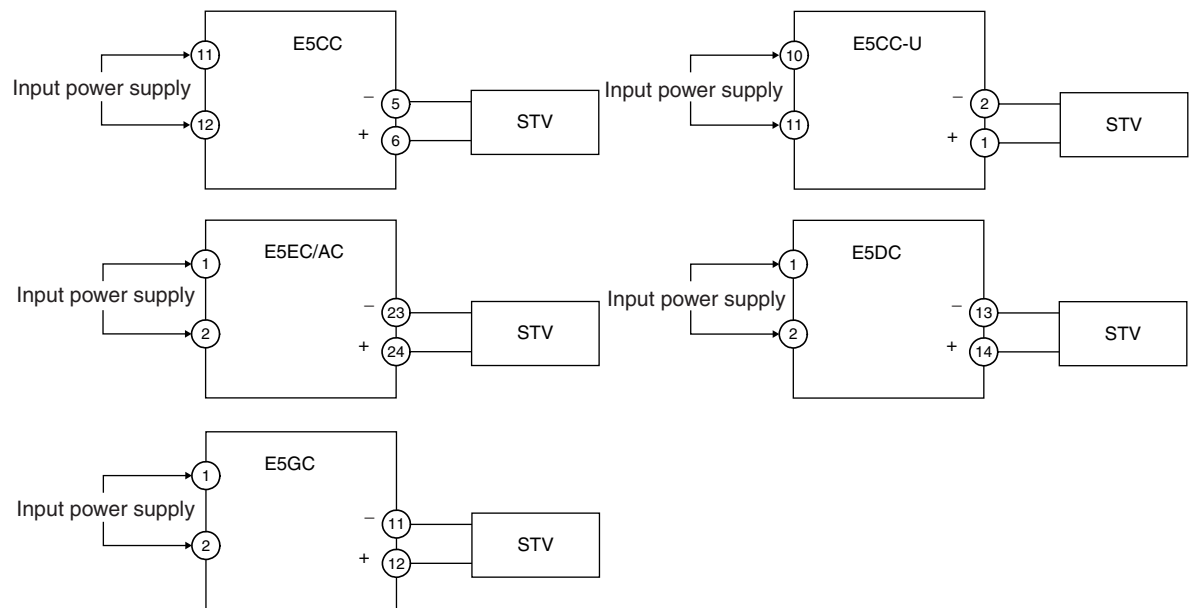 E5CC
11
Input power supply
12
−
5
+
6
STV
E5CC-U
10
Input power supply
11
−
2
+
1
STV
E5EC/AC
1
Input power supply
2
−
23
+
24
STV
E5DC
1
Input power supply
2
−
13
+
14
STV
E5GC
1
Input power supply
2
−
11
+
12
STV